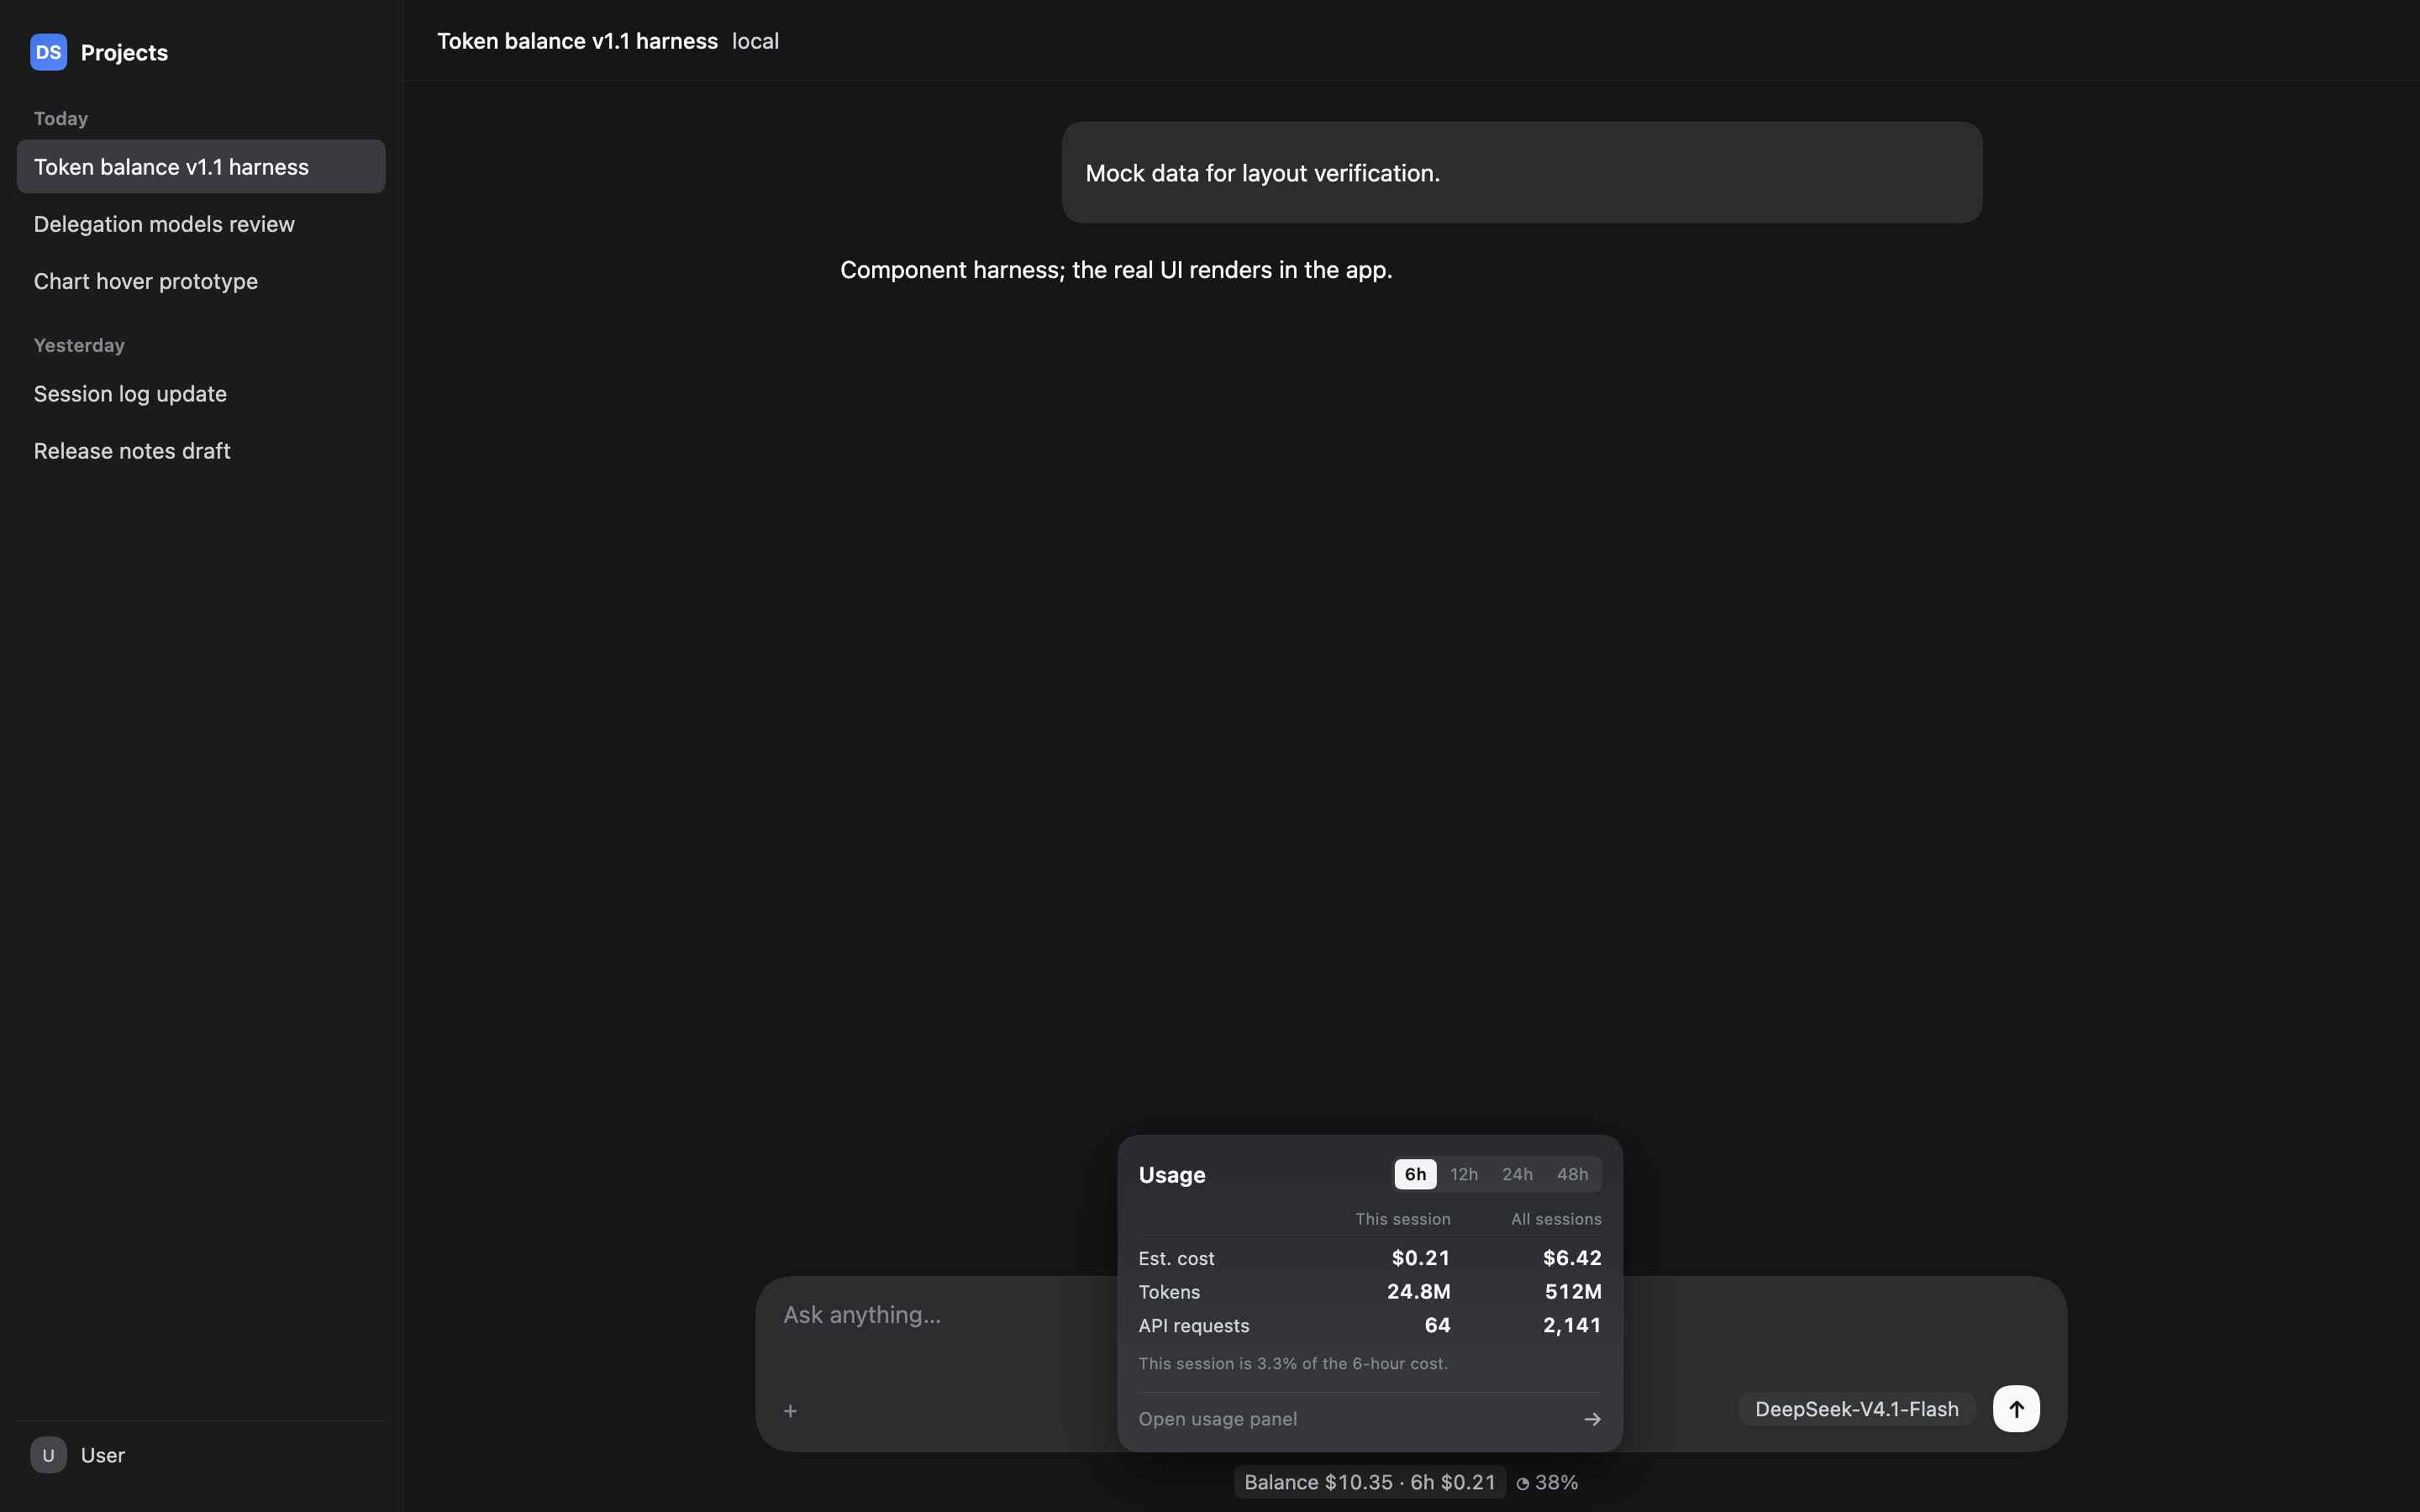 DS Projects
Today
Token balance v1.1 harness
Delegation models review
Chart hover prototype
Yesterday
Session log update
Release notes draft
U User
Token balance v1.1 harness local
Mock data for layout verification.
Component harness; the real UI renders in the app.
Usage 6h 12h 24h 48h
This session All sessions
Est. cost $0.21 $6.42
Tokens 24.8M 512M
API requests 64 2,141
This session is 3.3% of the 6-hour cost.
Open usage panel →
Ask anything...
+ DeepSeek-V4.1-Flash ↑
Balance $10.35 · 6h $0.21 38%